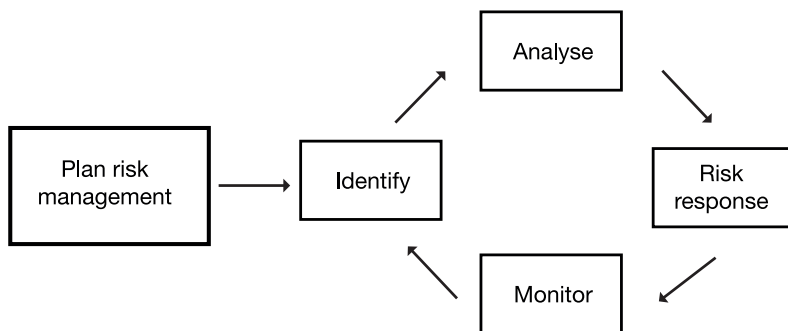 Analyse
Plan risk
management
Identify
Risk
response
Monitor